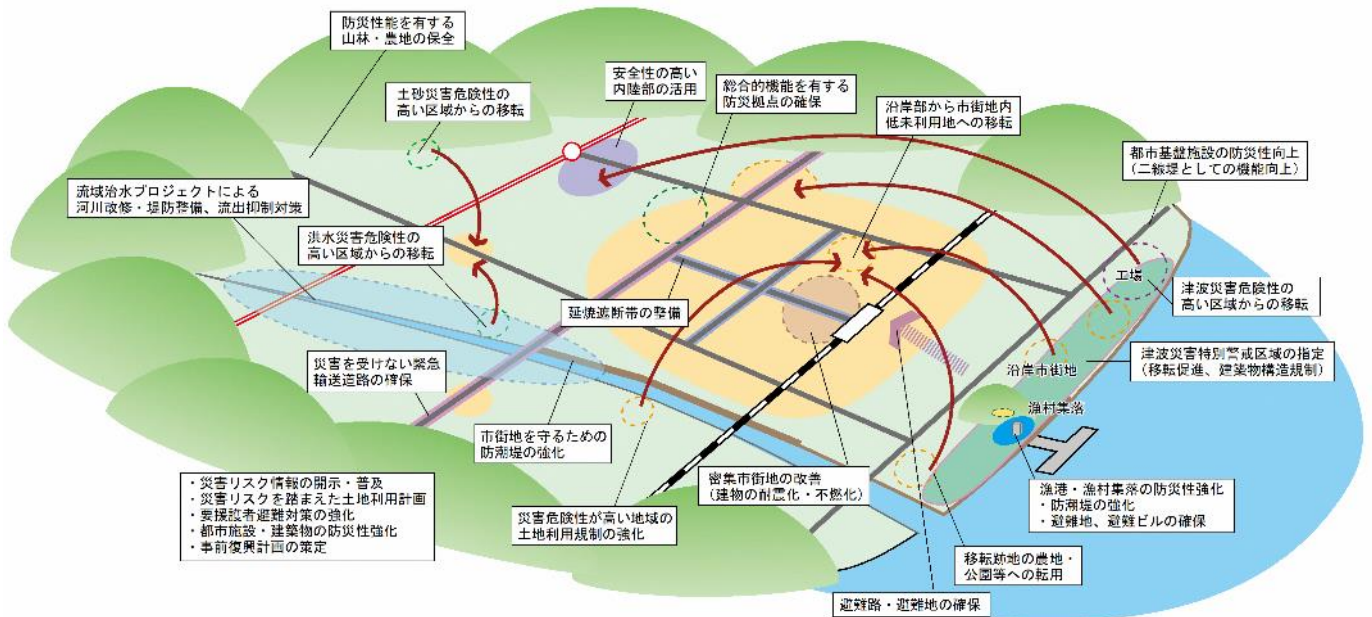 防災性能を有する
山林・農地の保全
土砂災害危険性の
高い区域からの移転
安全性の高い
内陸部の活用
総合的機能を有する
防災拠点の確保
沿岸部から市街地内
低未利用地への移転
都市基盤施設の防災性向上
（二線堤としての機能向上）
流域治水プロジェクトによる
河川改修・堤防整備、流出抑制対策
洪水災害危険性の
高い区域からの移転
工場
津波災害危険性の
高い区域からの移転
延焼遮断帯の整備
災害を受けない緊急
輸送道路の確保
津波災害特別警戒区域の指定
（移転促進、建築物構造規制）
沿岸市街地
漁村集落
市街地を守るための
防潮堤の強化
密集市街地の改善
（建物の耐震化・不燃化）
・災害リスク情報の開示・普及
・災害リスクを踏まえた土地利用計画
・要援護者避難対策の強化
・都市施設・建築物の防災性強化
・事前復興計画の策定
災害危険性が高い地域の
土地利用規制の強化
漁港・漁村集落の防災性強化
・防潮堤の強化
・避難地、避難ビルの確保
移転跡地の農地・
公園等への転用
避難路・避難地の確保